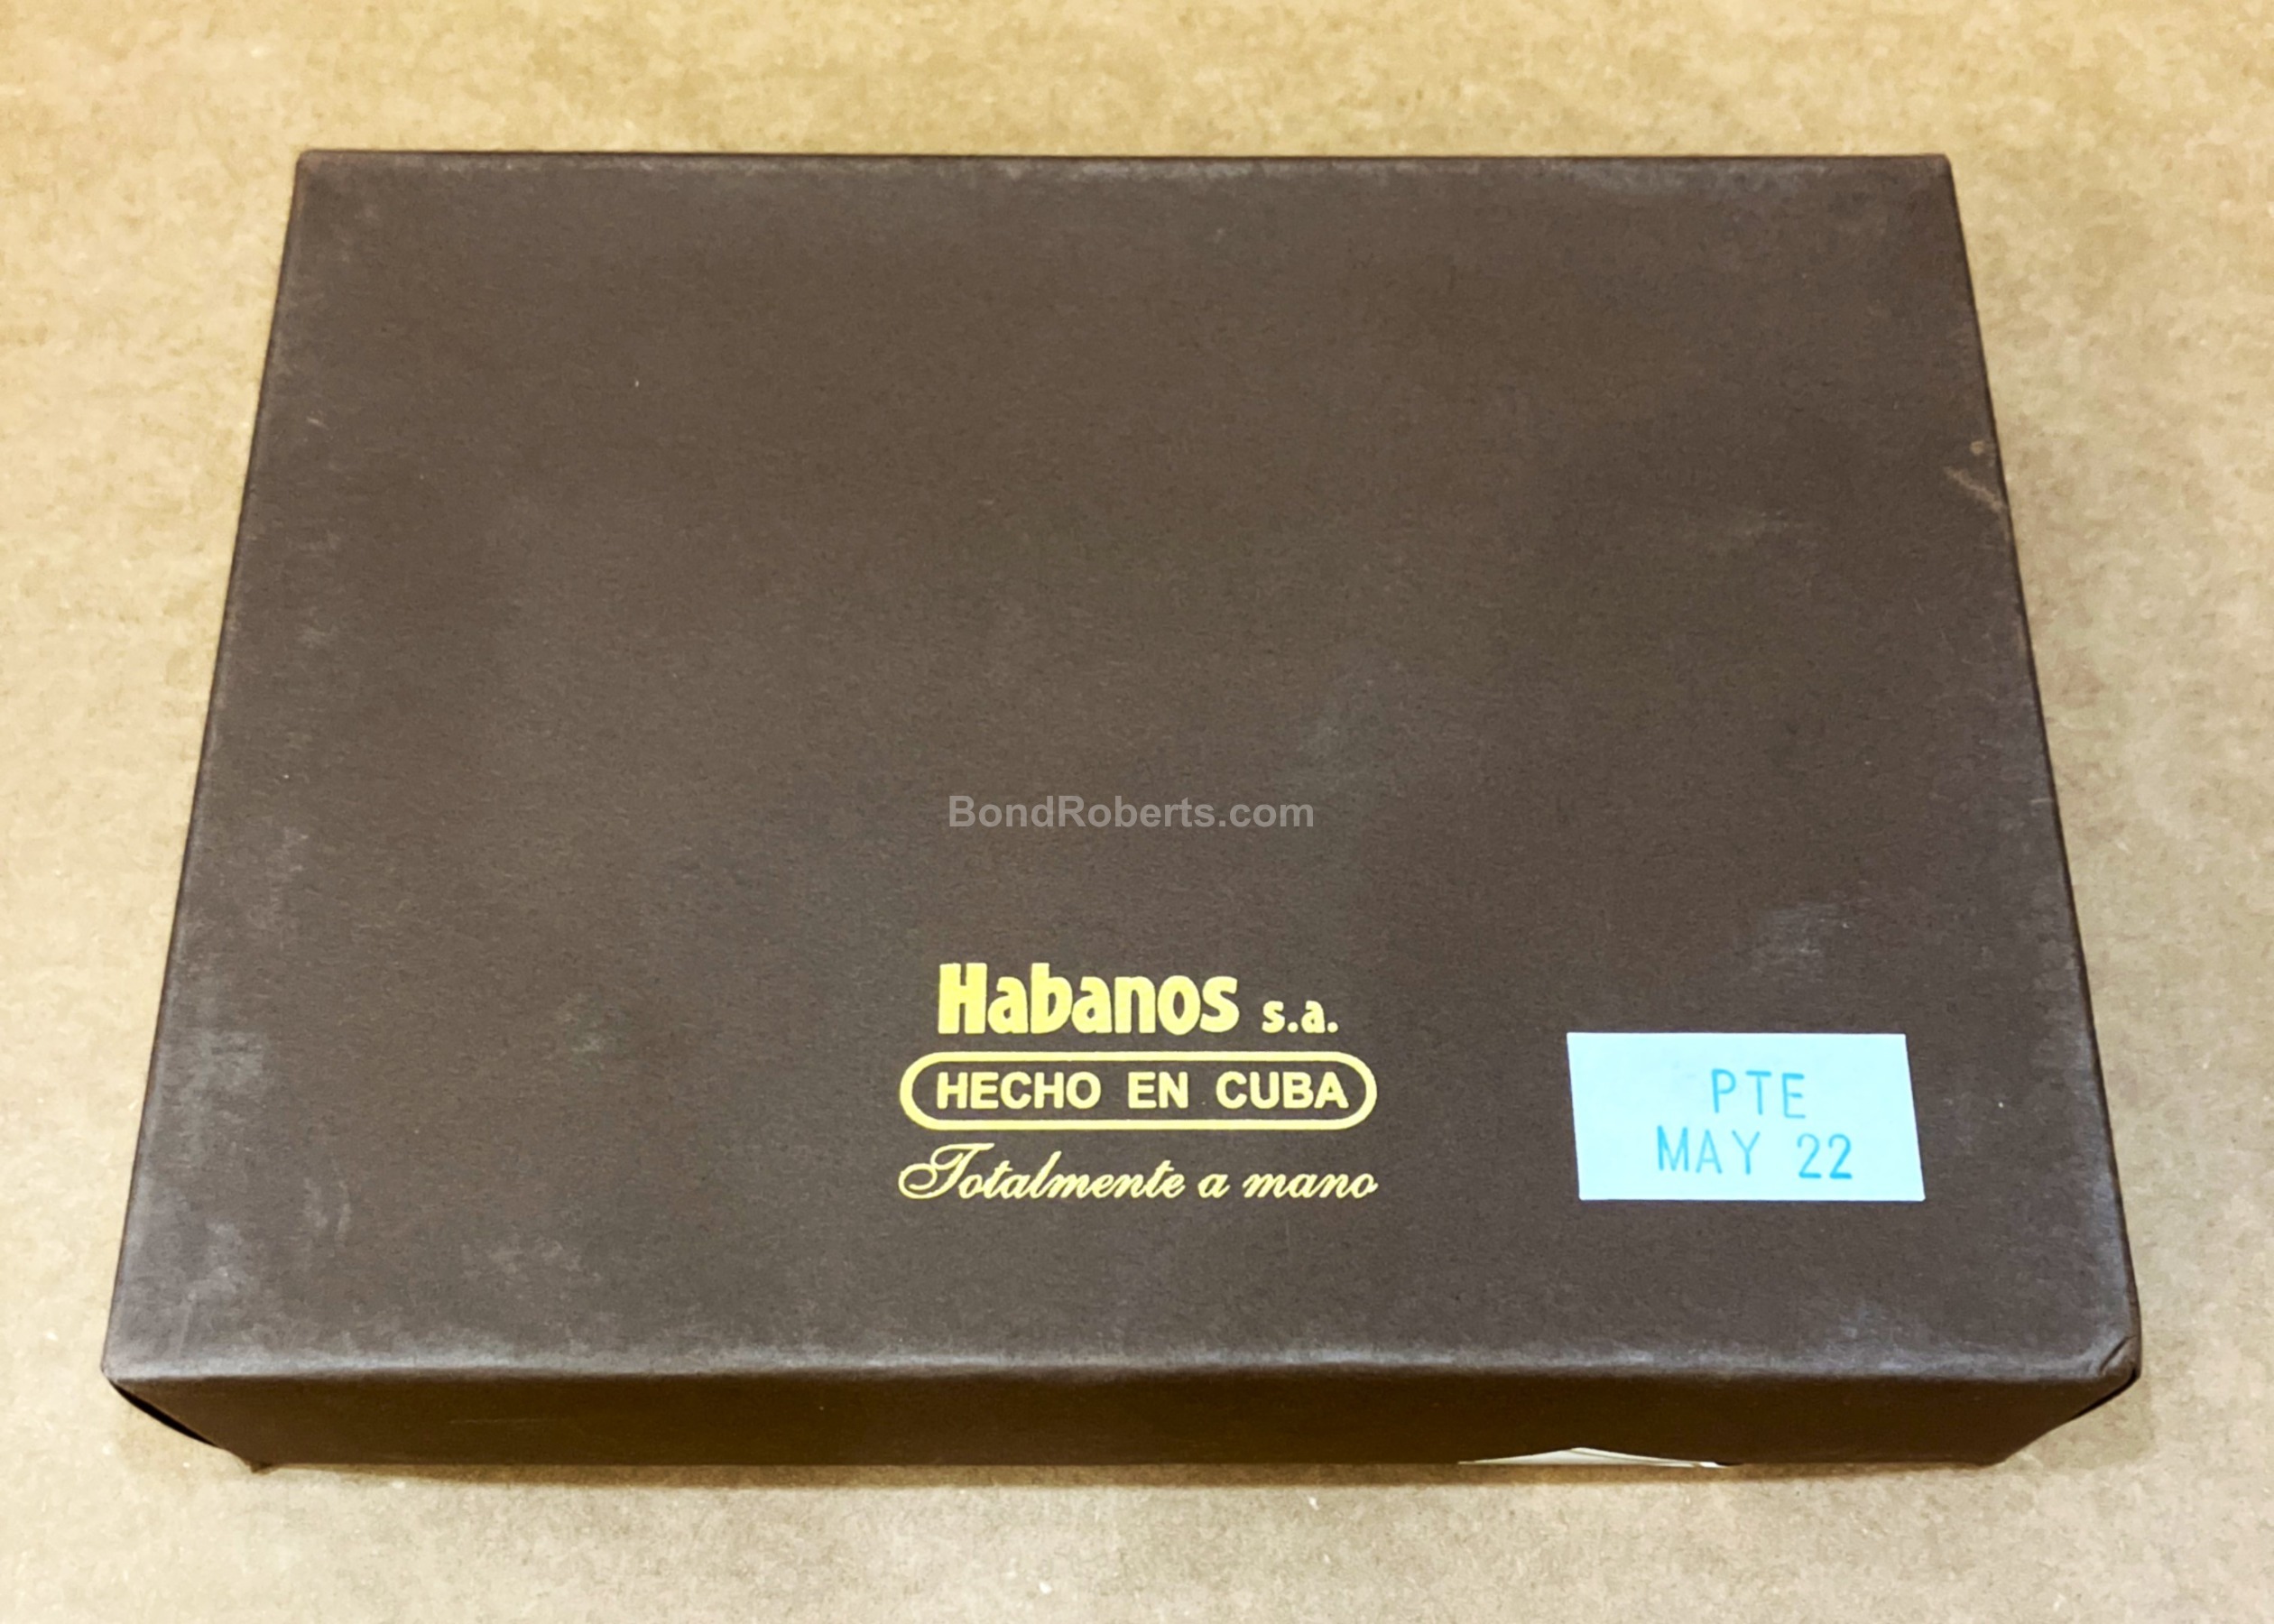 BondRoberts.com
Habanos s.a.
HECHO EN CUBA
Totalmente a mano
PTE
MAY 22